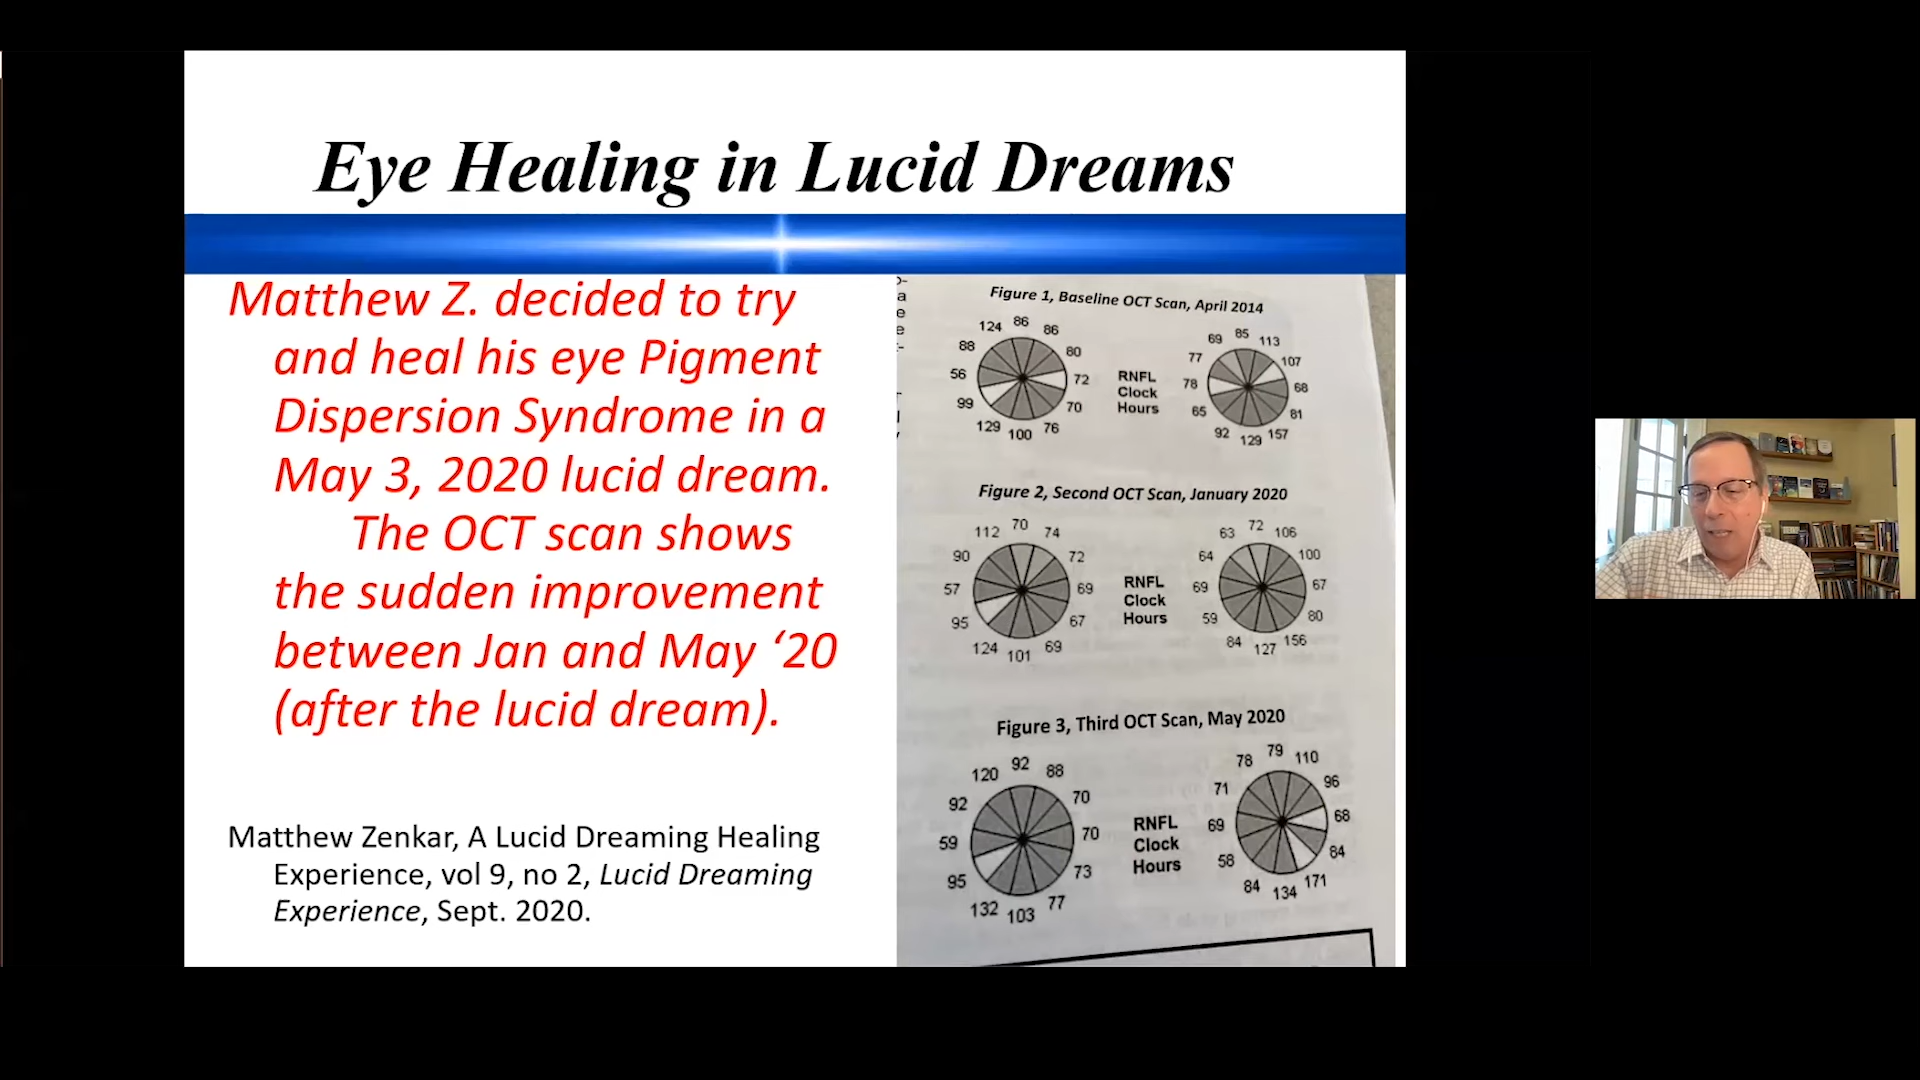 Eye Healing in Lucid Dreams
Matthew Z. decided to try
and heal his eye Pigment
Dispersion Syndrome in a
May 3, 2020 lucid dream.
The OCT scan shows
the sudden improvement
between Jan and May ‘20
(after the lucid dream).
Matthew Zenkar, A Lucid Dreaming Healing
Experience, vol 9, no 2, Lucid Dreaming
Experience, Sept. 2020.
Figure 1, Baseline OCT Scan, April 2014
124 86 86
88 80
56 72
99 70
129 100 76
RNFL
Clock
Hours
69 85 113
77 107
78 68
65 81
92 129 157
Figure 2, Second OCT Scan, January 2020
112 70 74
90 72
57 69
95 67
124 101 69
RNFL
Clock
Hours
63 72 106
64 100
69 67
59 80
84 127 156
Figure 3, Third OCT Scan, May 2020
120 92 88
92 70
59 70
95 73
132 103 77
RNFL
Clock
Hours
78 79 110
71 96
69 68
58 84
84 134 171